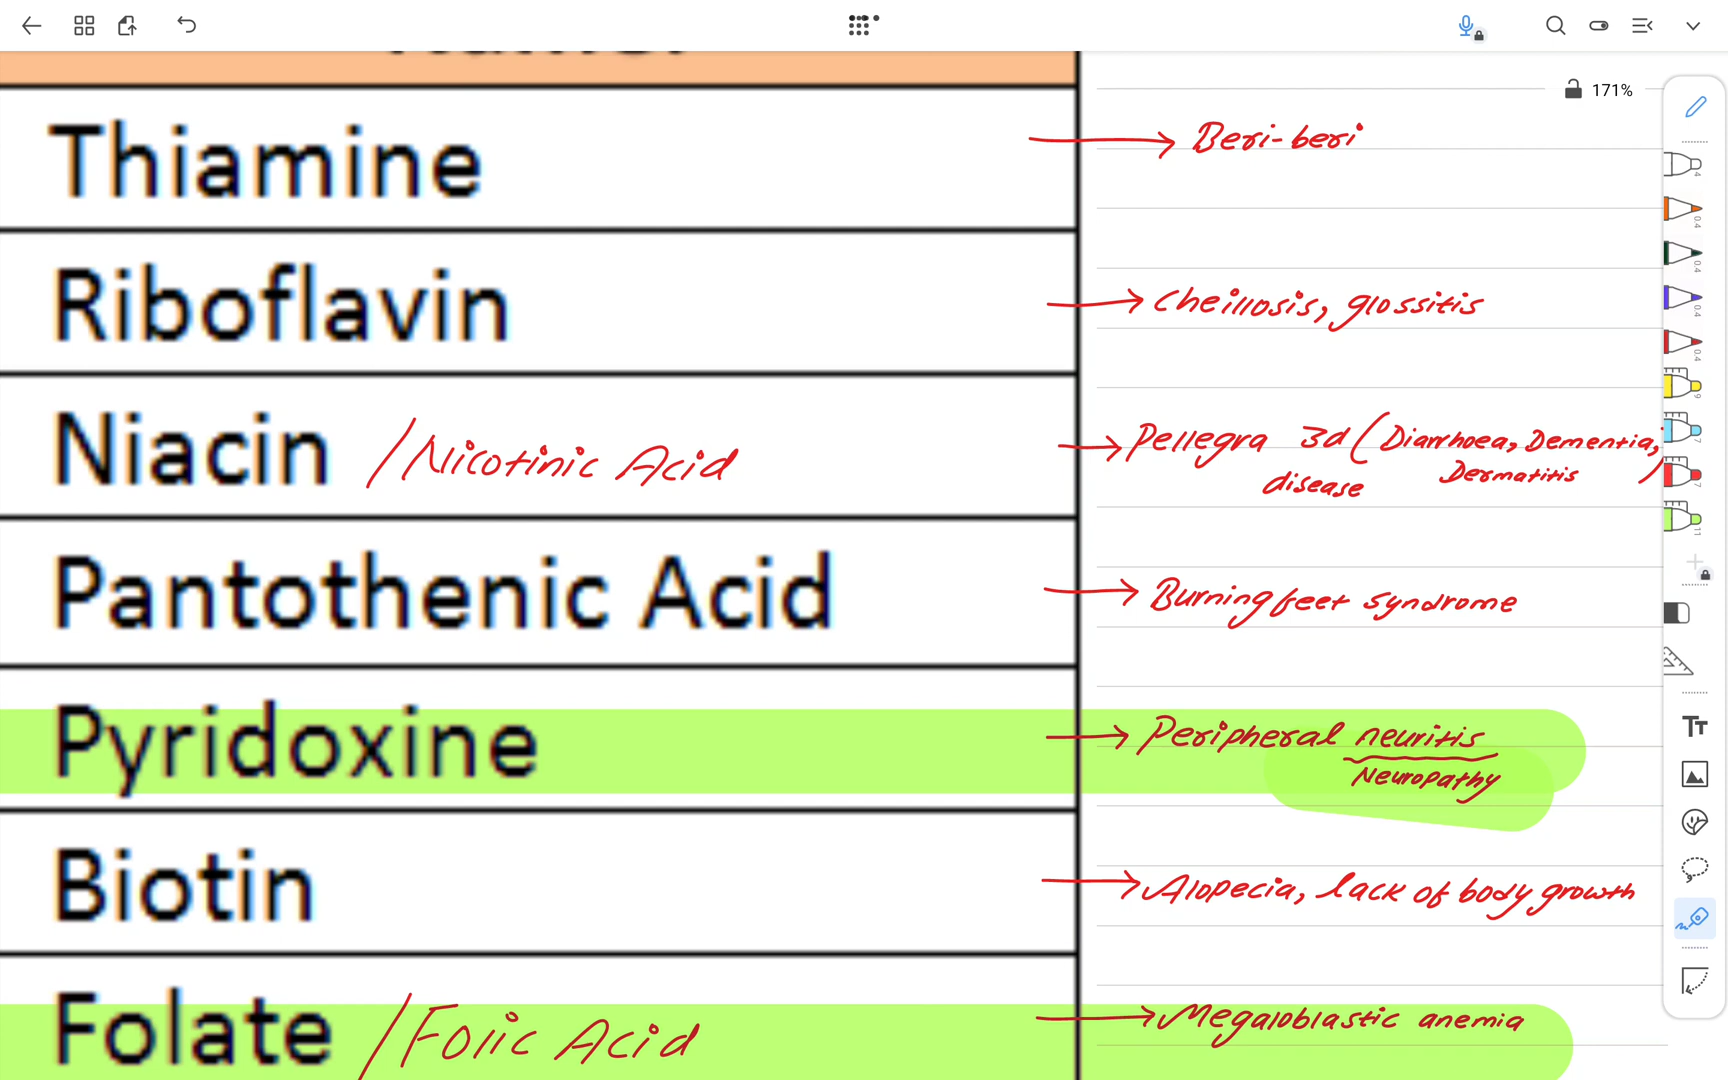 171%
Thiamine → Beri-beri
Riboflavin → Cheillosis, glossitis
Niacin /Nicotinic Acid → Pellegra 3d (Diarrhoea, Dementia,
disease Dermatitis )
Pantothenic Acid → Burning feet syndrome
Pyridoxine → Peripheral neuritis
Neuropathy
Biotin → Alopecia, lack of body growth
Folate /Folic Acid → Megaloblastic anemia